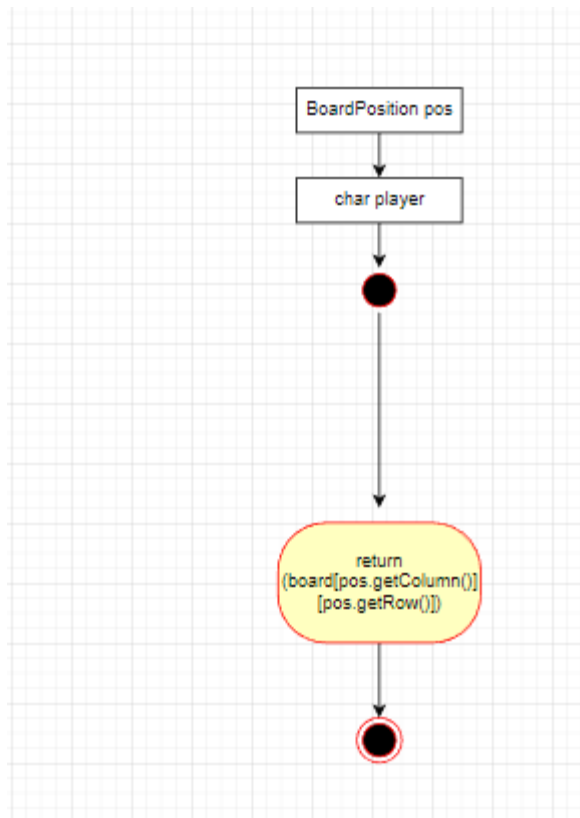 BoardPosition pos
char player
return
(board[pos.getColumn()]
[pos.getRow()])